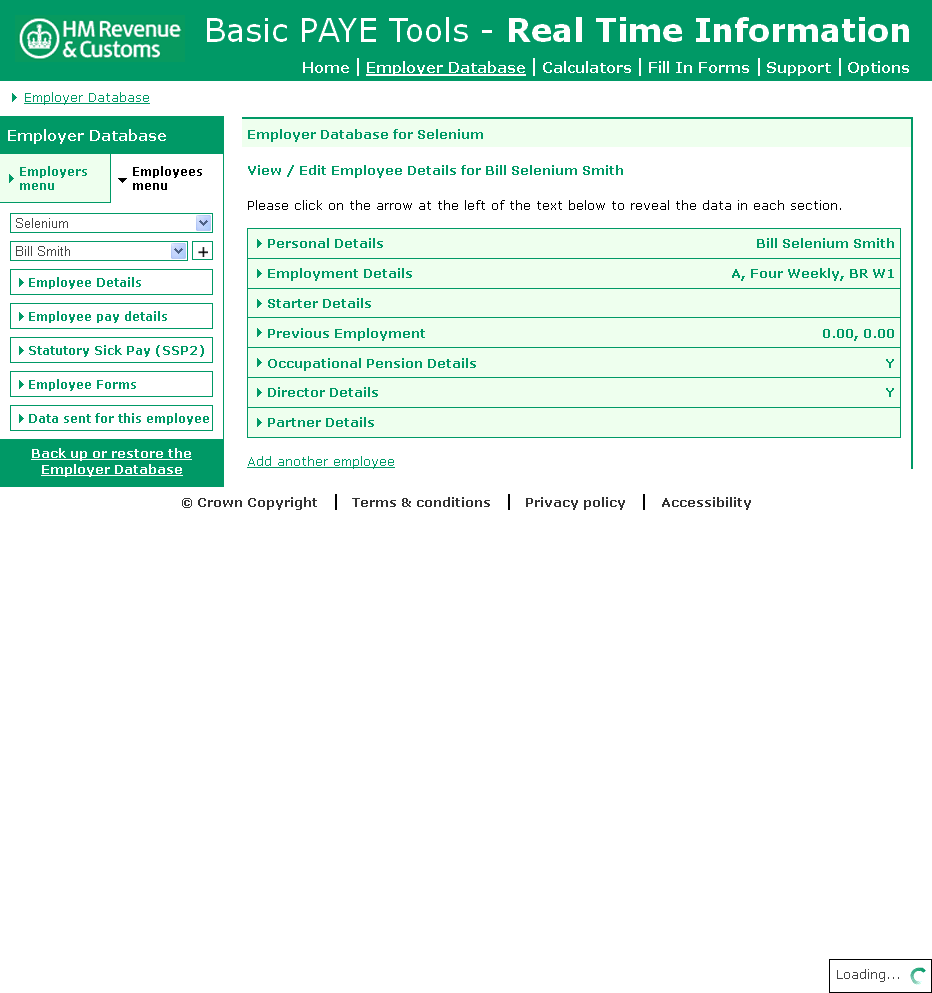 HM Revenue
& Customs
Basic PAYE Tools - Real Time Information
Home | Employer Database | Calculators | Fill In Forms | Support | Options
Employer Database
Employer Database
Employers
menu
Employees
menu
Selenium
Bill Smith
+
Employee Details
Employee pay details
Statutory Sick Pay (SSP2)
Employee Forms
Data sent for this employee
Back up or restore the
Employer Database
Employer Database for Selenium
View / Edit Employee Details for Bill Selenium Smith
Please click on the arrow at the left of the text below to reveal the data in each section.
Personal Details Bill Selenium Smith
Employment Details A, Four Weekly, BR W1
Starter Details
Previous Employment 0.00, 0.00
Occupational Pension Details Y
Director Details Y
Partner Details
Add another employee
© Crown Copyright | Terms & conditions | Privacy policy | Accessibility
Loading...